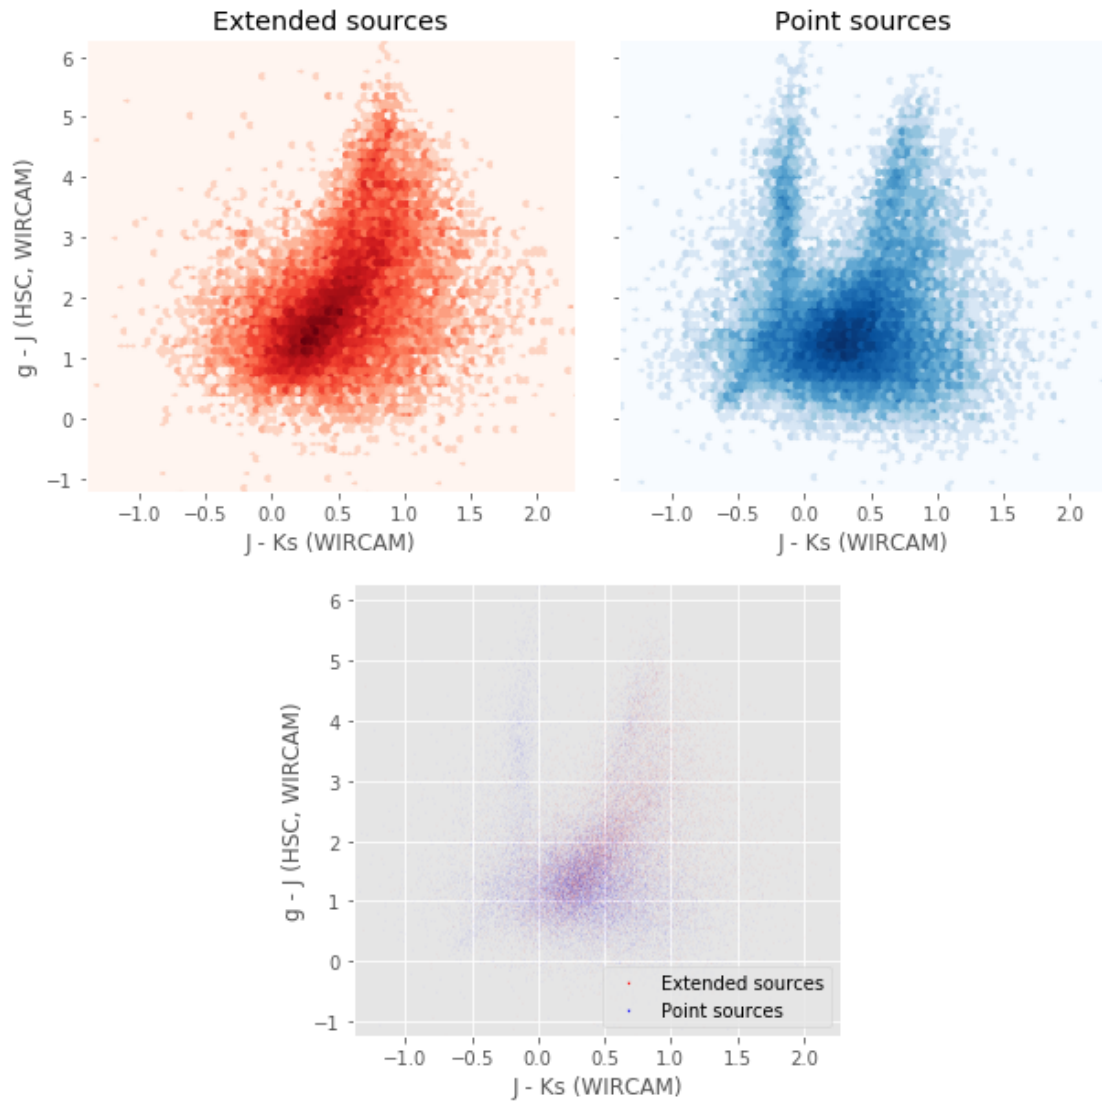 Extended sources
Point sources
6
5
4
3
2
1
0
−1
g - J (HSC, WIRCAM)
−1.0 −0.5 0.0 0.5 1.0 1.5 2.0
J - Ks (WIRCAM)
−1.0 −0.5 0.0 0.5 1.0 1.5 2.0
J - Ks (WIRCAM)
6
5
4
3
2
1
0
−1
g - J (HSC, WIRCAM)
Extended sources
Point sources
−1.0 −0.5 0.0 0.5 1.0 1.5 2.0
J - Ks (WIRCAM)